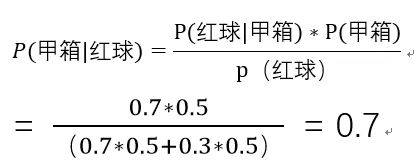 P(甲箱|红球) = P(红球|甲箱)*P(甲箱) / p（红球）
= 0.7*0.5 / （0.7*0.5+0.3*0.5） = 0.7